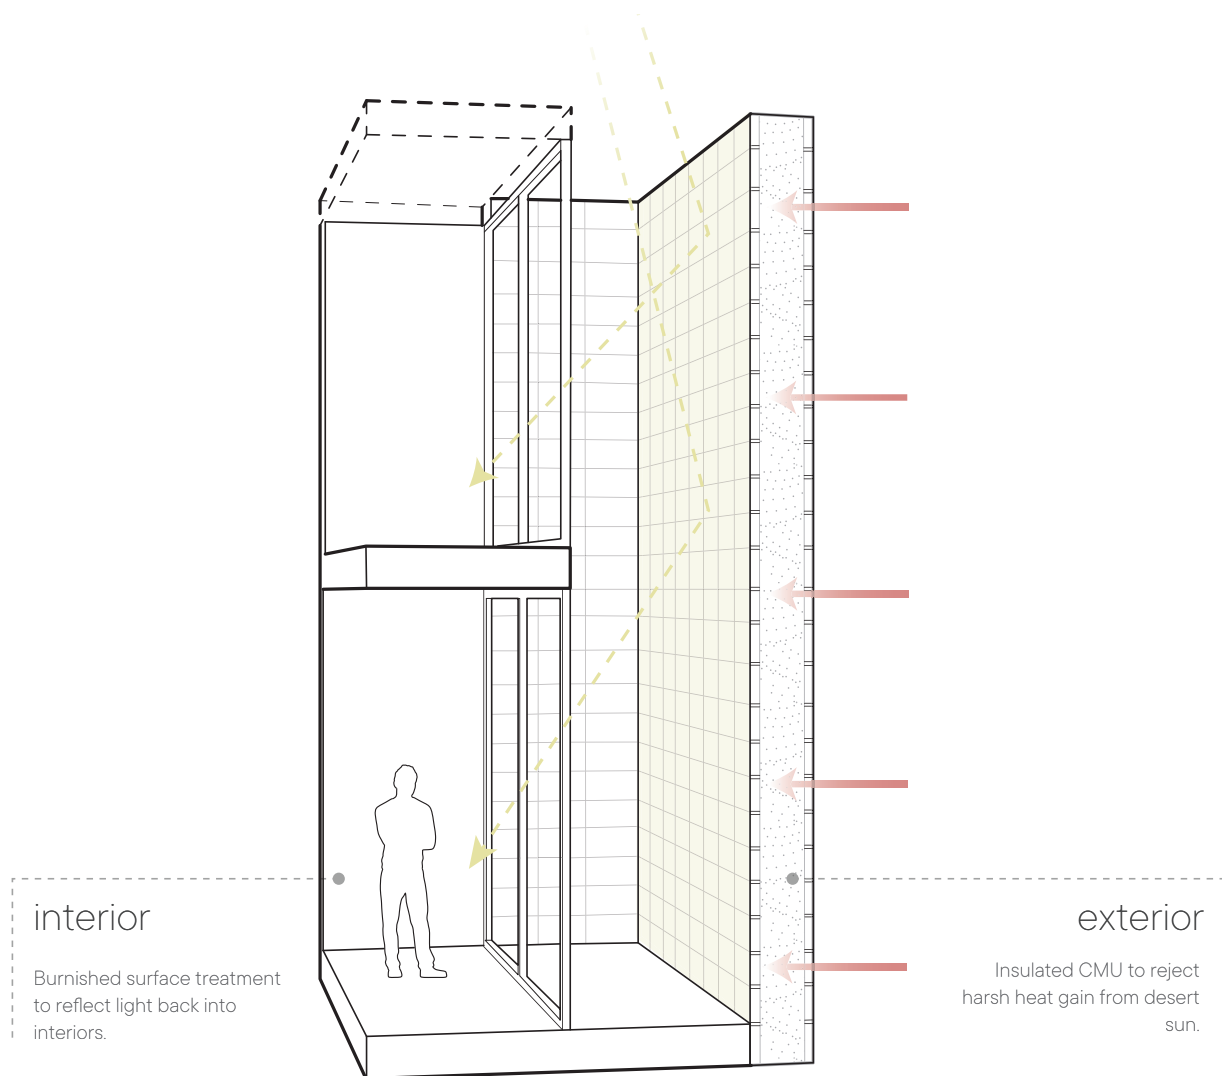 interior
Burnished surface treatment
to reflect light back into
interiors.
exterior
Insulated CMU to reject
harsh heat gain from desert
sun.